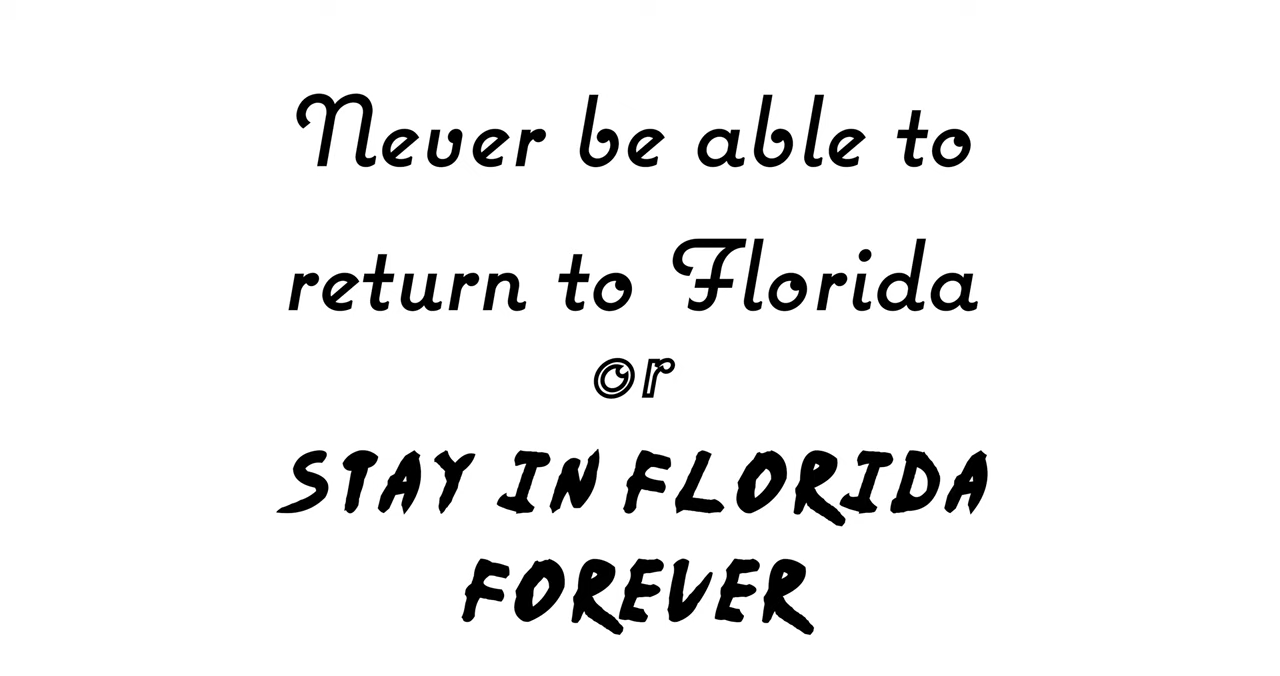 Never be able to
return to Florida
or
STAY IN FLORIDA
FOREVER